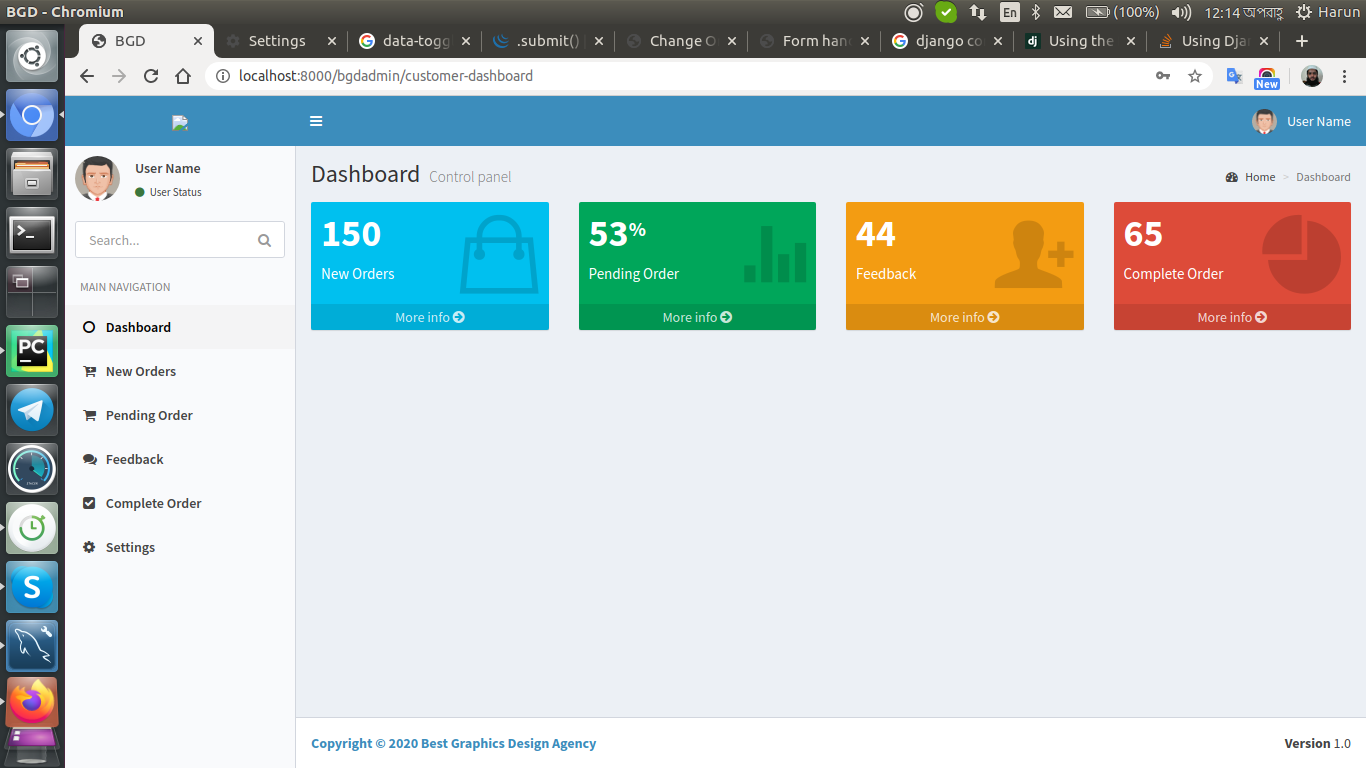 BGD - Chromium
En
(100%)
12:14 অপরাহ্ণ
Harun
BGD
Settings
data-togg
.submit() |
Change O
Form han
django co
Using the
Using Dja
localhost:8000/bgdadmin/customer-dashboard
New
User Name
User Name
User Status
Search...
MAIN NAVIGATION
Dashboard
New Orders
Pending Order
Feedback
Complete Order
Settings
Dashboard Control panel
Home > Dashboard
150
New Orders
More info
53%
Pending Order
More info
44
Feedback
More info
65
Complete Order
More info
Copyright © 2020 Best Graphics Design Agency
Version 1.0
PC
S
dj